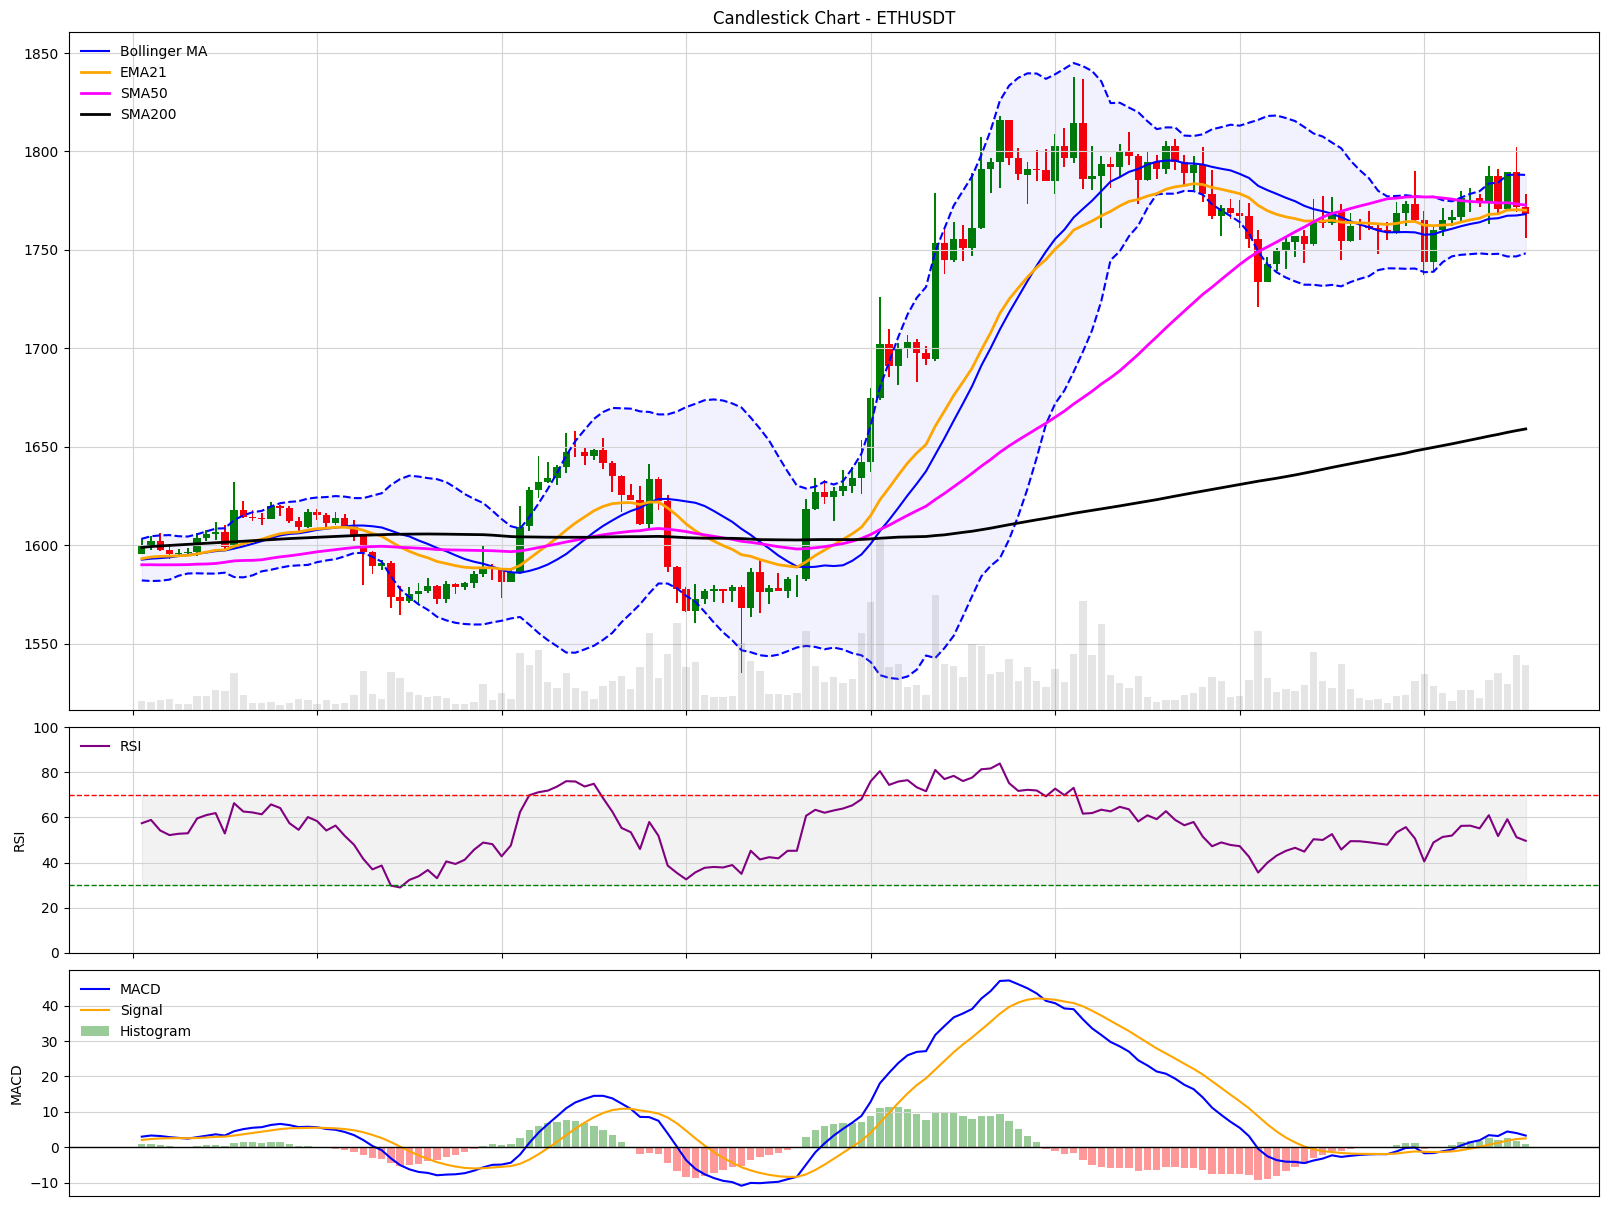 Candlestick Chart - ETHUSDT
Bollinger MA
EMA21
SMA50
SMA200
1850
1800
1750
1700
1650
1600
1550
RSI
100
80
60
40
20
0
RSI
MACD
Signal
Histogram
40
30
20
10
0
−10
MACD